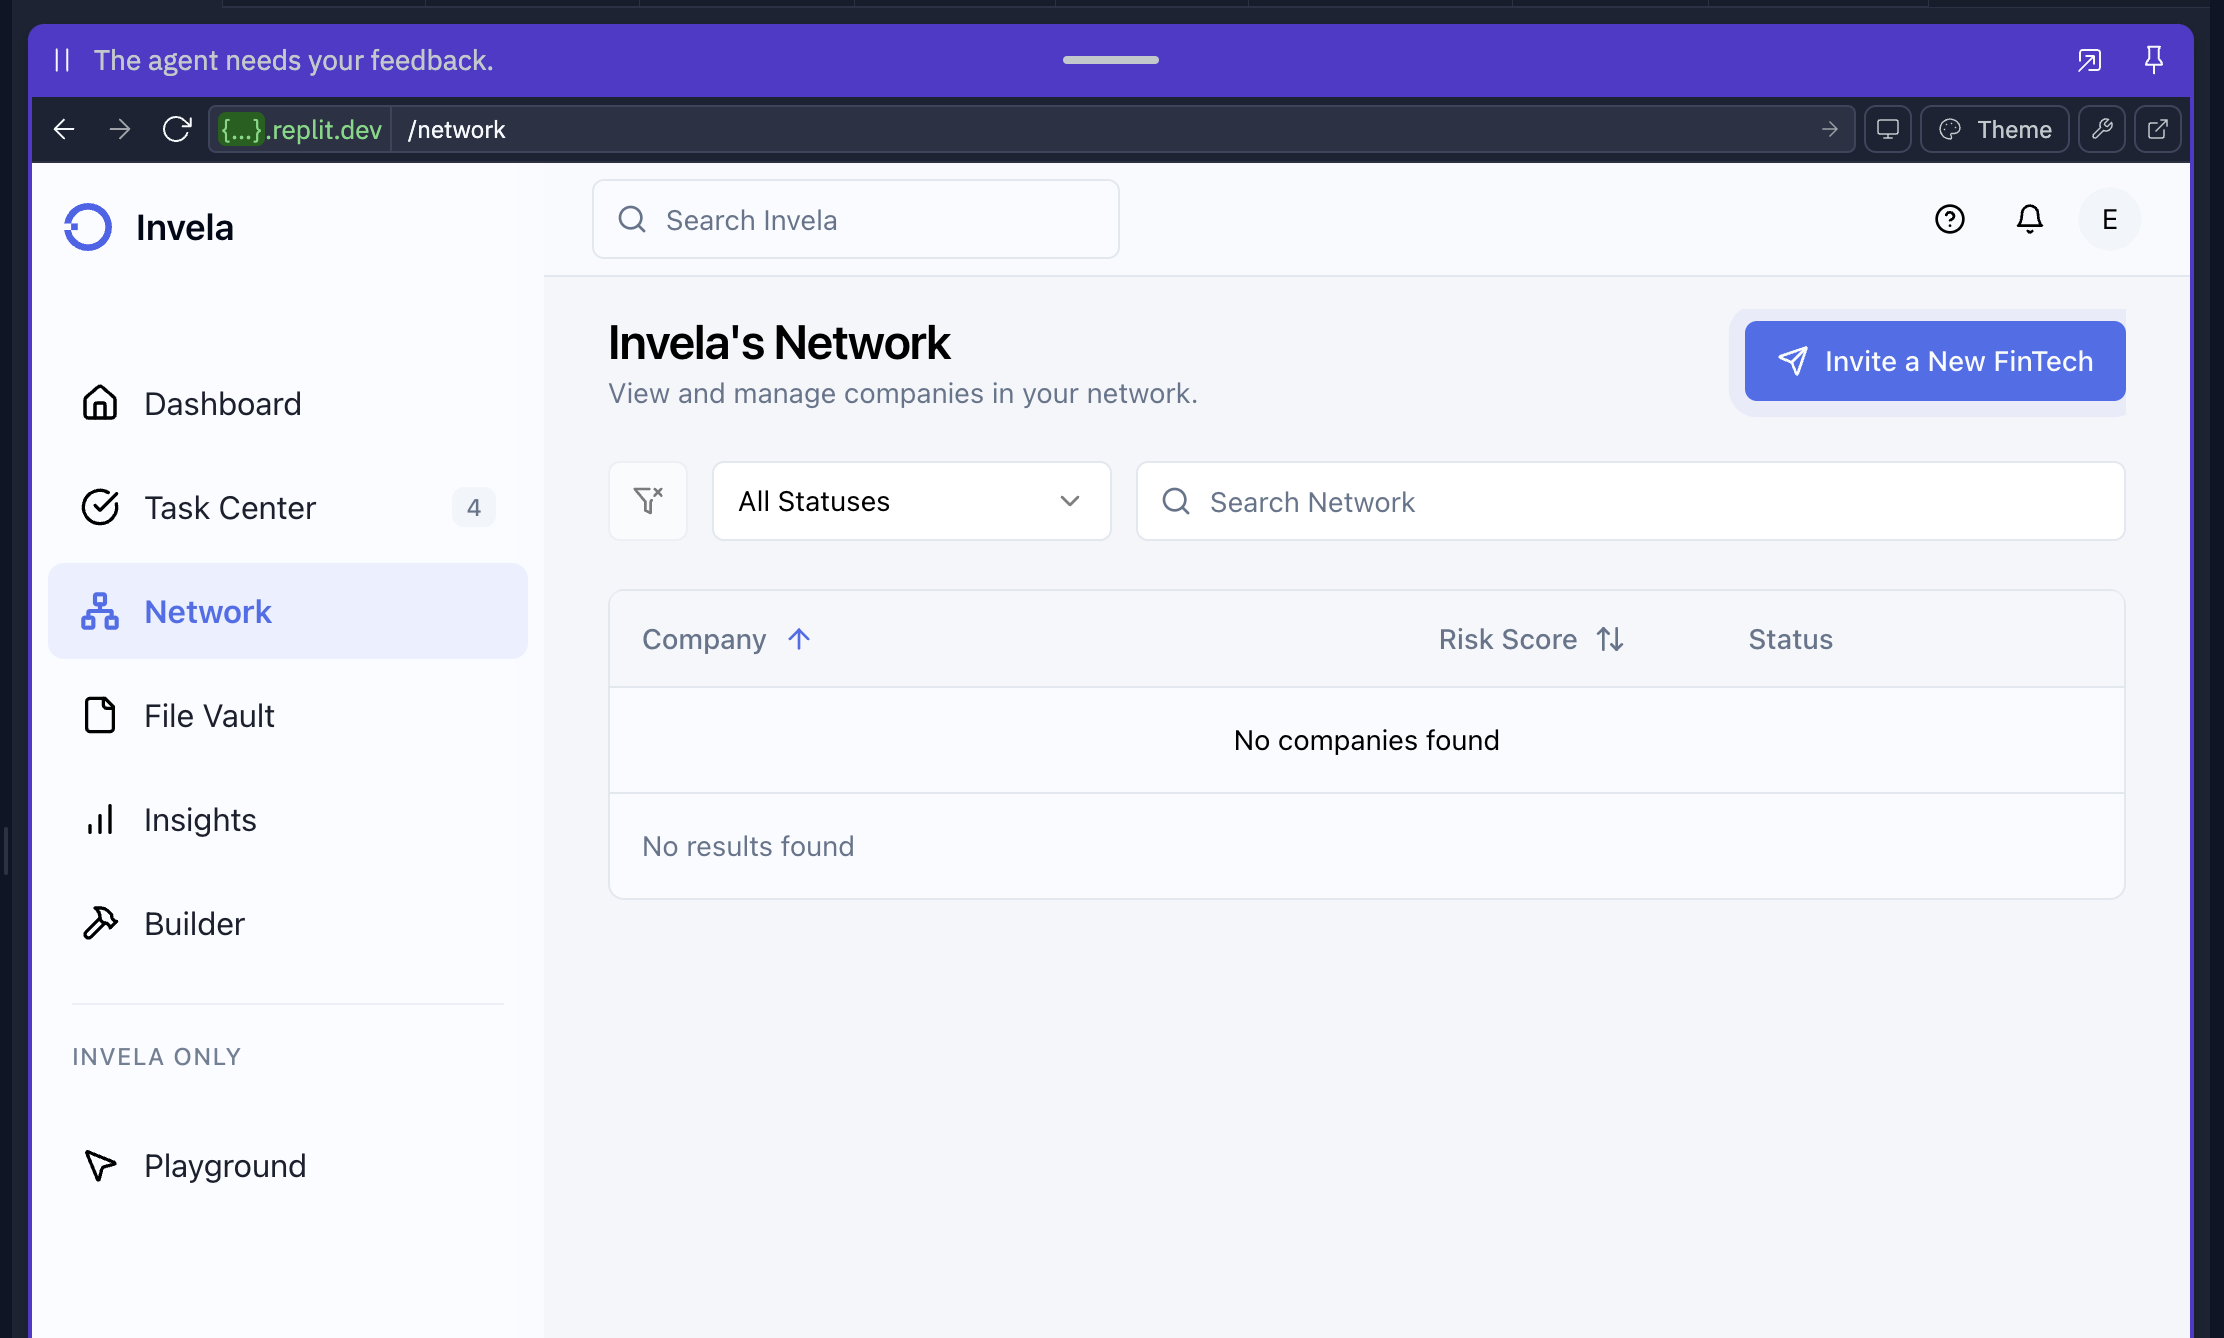 The agent needs your feedback.
{...}.replit.dev /network
Theme
Invela
Search Invela
E
Dashboard
Task Center 4
Network
File Vault
Insights
Builder
INVELA ONLY
Playground
Invela's Network
View and manage companies in your network.
Invite a New FinTech
All Statuses
Search Network
Company Risk Score Status
No companies found
No results found